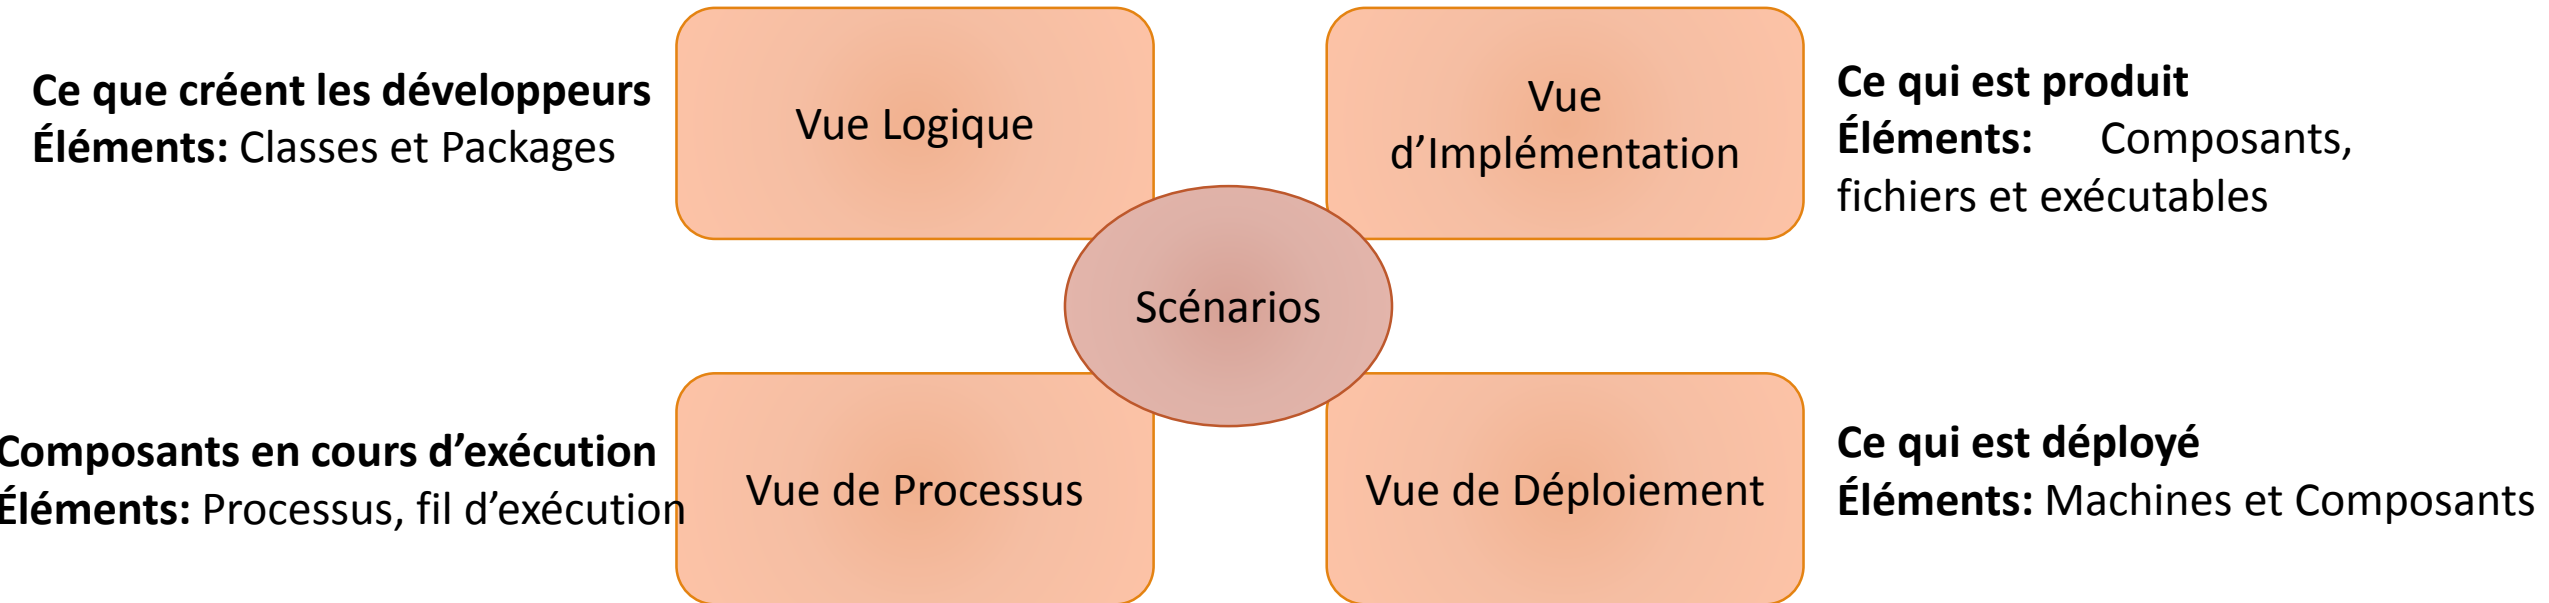 Ce que créent les développeurs
Éléments: Classes et Packages
Vue Logique
Vue
d’Implémentation
Ce qui est produit
Éléments: Composants,
fichiers et exécutables
Scénarios
Composants en cours d’exécution
Éléments: Processus, fil d’exécution
Vue de Processus
Vue de Déploiement
Ce qui est déployé
Éléments: Machines et Composants